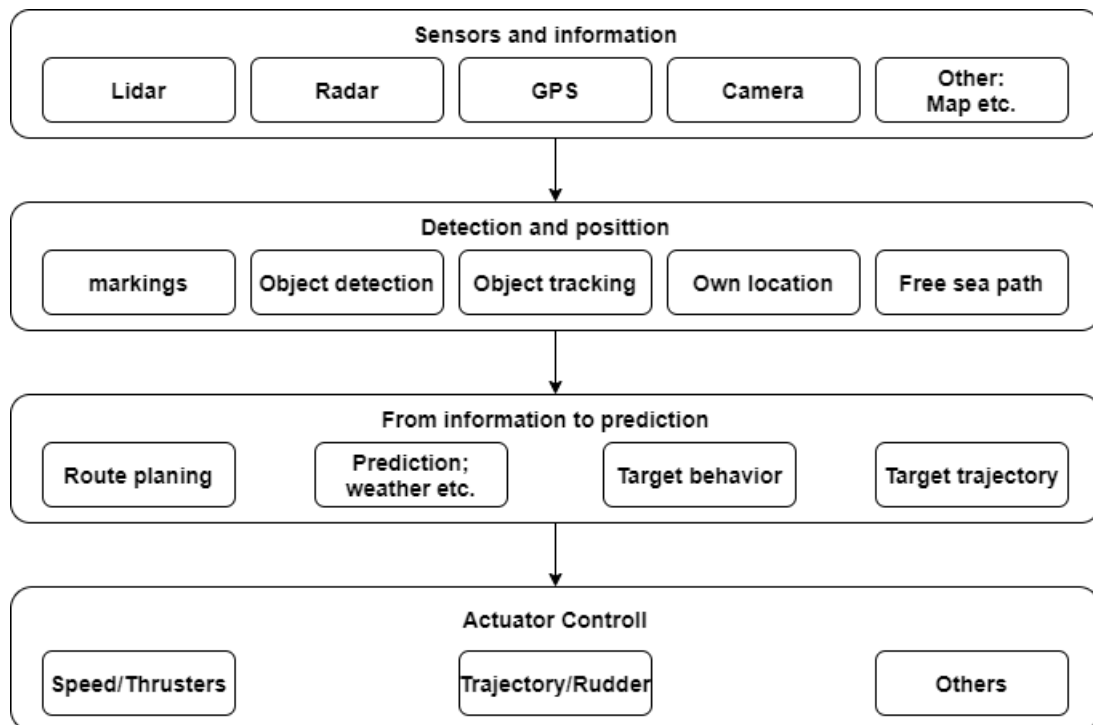 Sensors and information
Lidar
Radar
GPS
Camera
Other:
Map etc.
Detection and posittion
markings
Object detection
Object tracking
Own location
Free sea path
From information to prediction
Route planing
Prediction;
weather etc.
Target behavior
Target trajectory
Actuator Controll
Speed/Thrusters
Trajectory/Rudder
Others